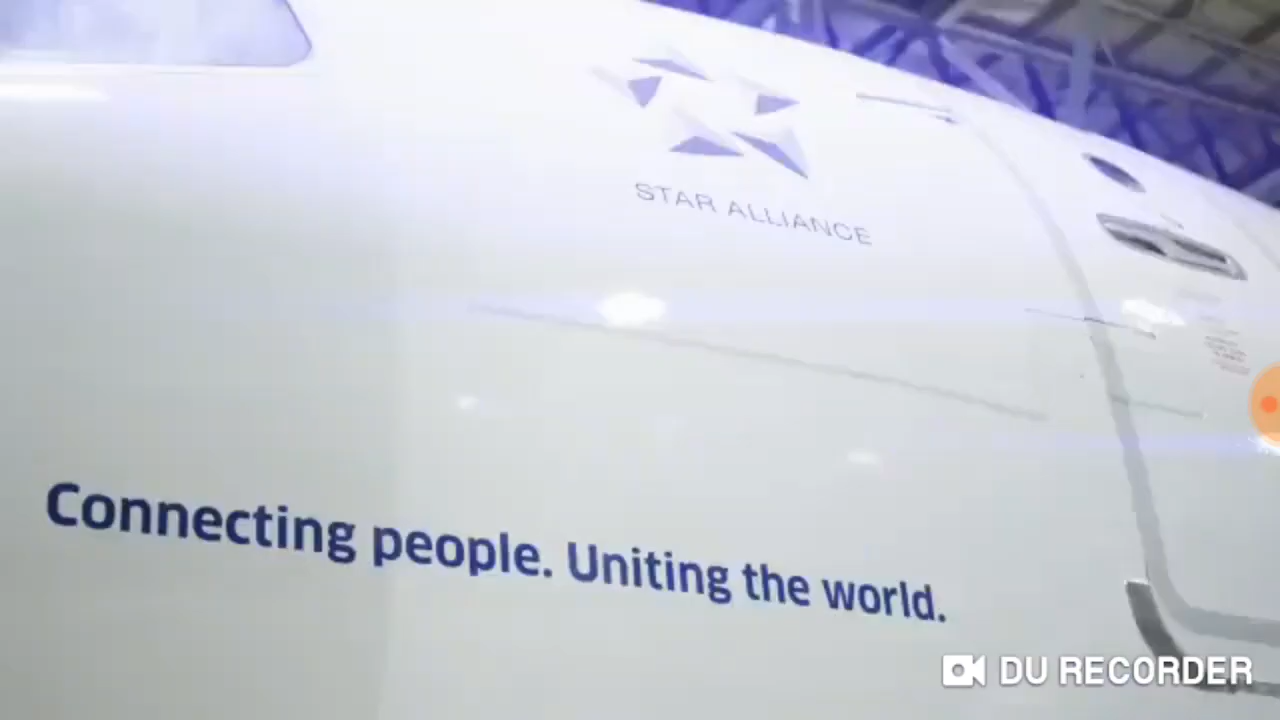 STAR ALLIANCE
Connecting people. Uniting the world.
DU RECORDER